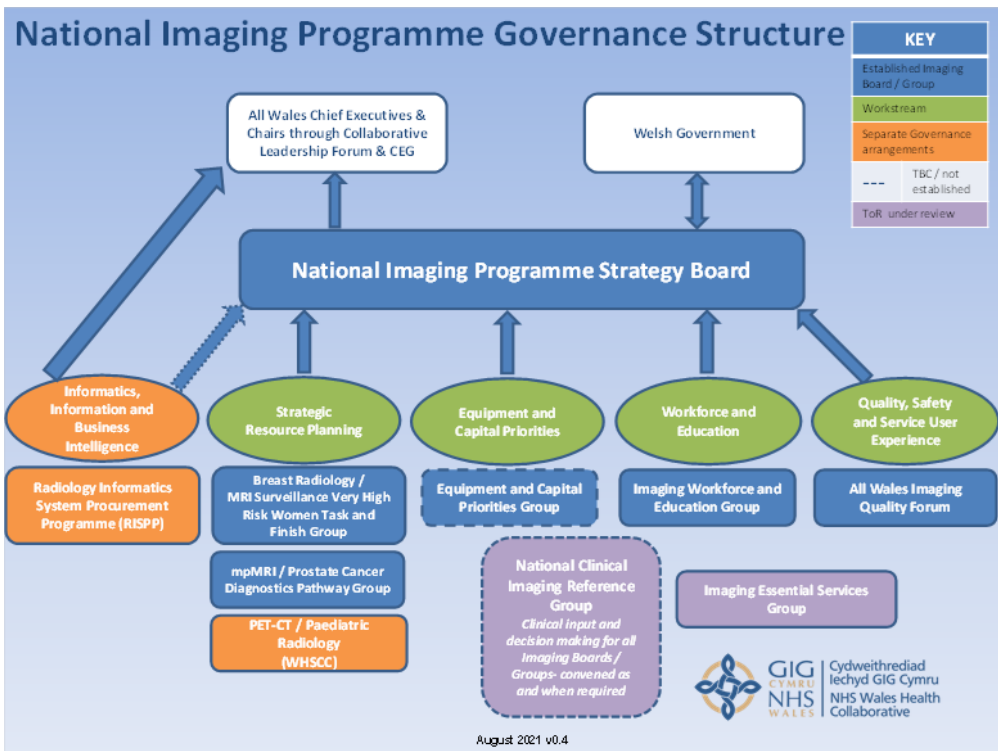 National Imaging Programme Governance Structure
KEY
Established Imaging
Board / Group
Workstream
Separate Governance
arrangements
---
TBC / not
established
ToR under review
All Wales Chief Executives &
Chairs through Collaborative
Leadership Forum & CEG
Welsh Government
National Imaging Programme Strategy Board
Informatics,
Information and
Business
Intelligence
Strategic
Resource Planning
Equipment and
Capital Priorities
Workforce and
Education
Quality, Safety
and Service User
Experience
Radiology Informatics
System Procurement
Programme (RISPP)
Breast Radiology /
MRI Surveillance Very High
Risk Women Task and
Finish Group
Equipment and Capital
Priorities Group
Imaging Workforce and
Education Group
All Wales Imaging
Quality Forum
mpMRI / Prostate Cancer
Diagnostics Pathway Group
PET-CT / Paediatric
Radiology
(WHSCC)
National Clinical
Imaging Reference
Group
Clinical input and
decision making for all
Imaging Boards /
Groups- convened as
and when required
Imaging Essential Services
Group
GIG
CYMRU
NHS
WALES
Cydweithrediad
Iechyd GIG Cymru
NHS Wales Health
Collaborative
August 2021 v0.4